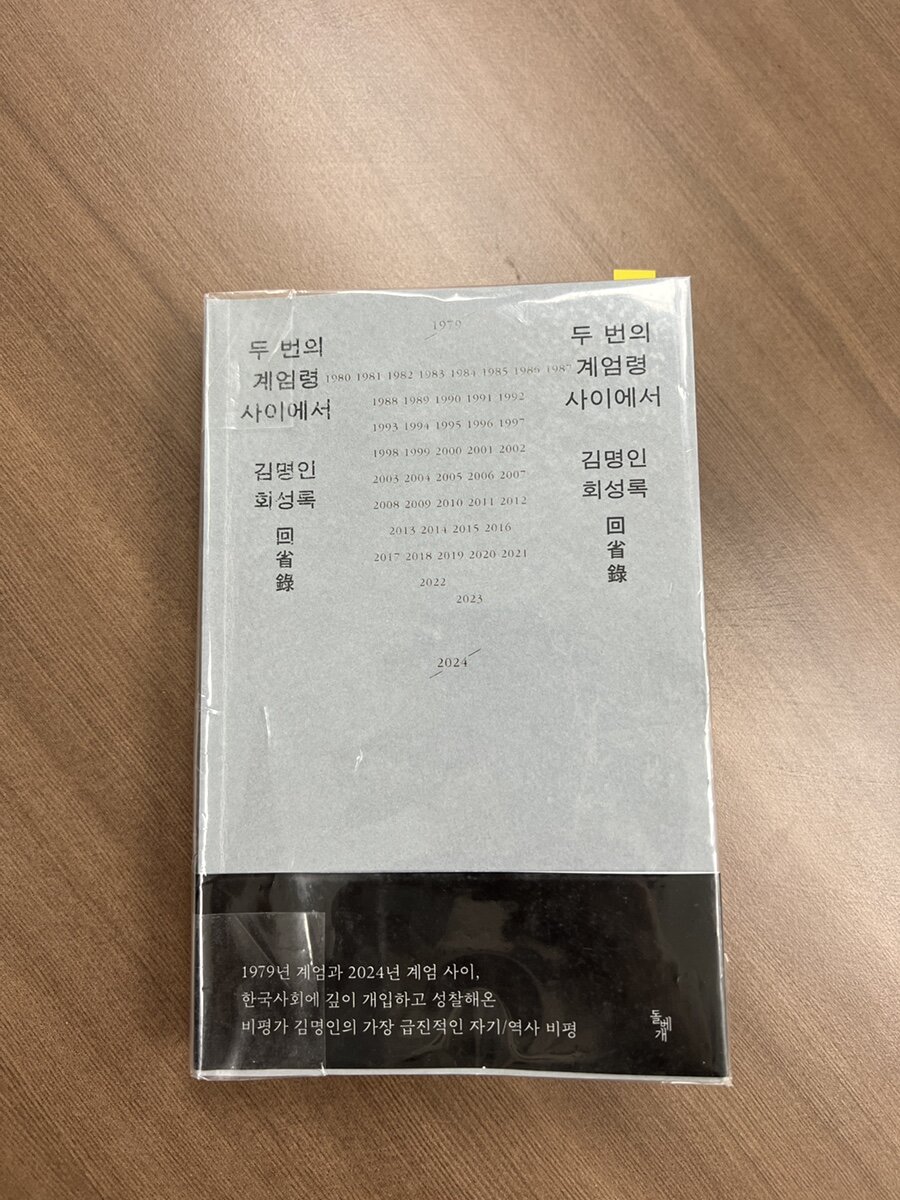 두 번의
계엄령
사이에서
김명인
회성록
回
省
錄
1979
1980 1981 1982 1983 1984 1985 1986 1987
1988 1989 1990 1991 1992
1993 1994 1995 1996 1997
1998 1999 2000 2001 2002
2003 2004 2005 2006 2007
2008 2009 2010 2011 2012
2013 2014 2015 2016
2017 2018 2019 2020 2021
2022
2023
2024
두 번의
계엄령
사이에서
김명인
회성록
回
省
錄
1979년 계엄과 2024년 계엄 사이,
한국사회에 깊이 개입하고 성찰해온
비평가 김명인의 가장 급진적인 자기/역사 비평
돌베개